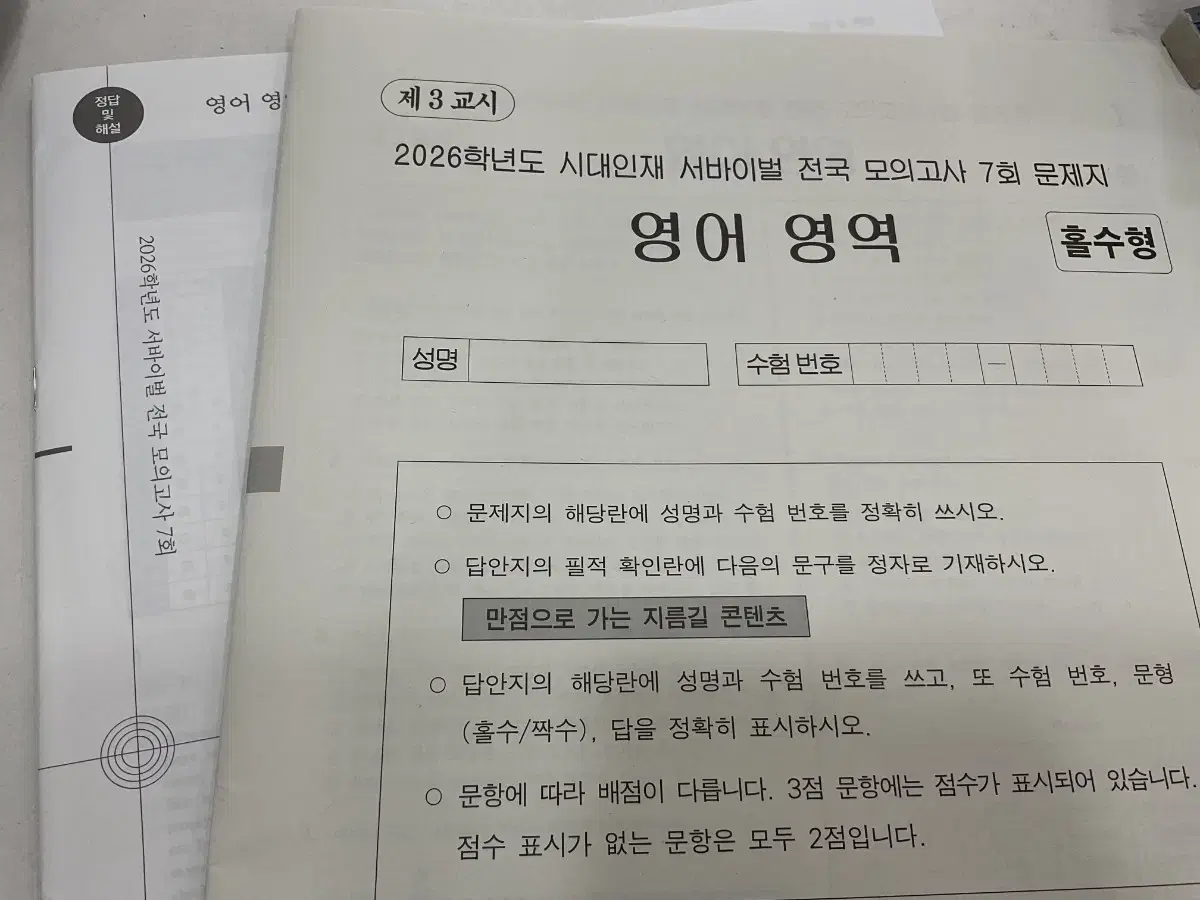 정답
및
해설
영어 영
2026학년도 서바이벌 전국 모의고사 7회
제 3 교시
2026학년도 시대인재 서바이벌 전국 모의고사 7회 문제지
영어 영역
홀수형
성명
수험 번호
–
○ 문제지의 해당란에 성명과 수험 번호를 정확히 쓰시오.
○ 답안지의 필적 확인란에 다음의 문구를 정자로 기재하시오.
만점으로 가는 지름길 콘텐츠
○ 답안지의 해당란에 성명과 수험 번호를 쓰고, 또 수험 번호, 문형
(홀수/짝수), 답을 정확히 표시하시오.
○ 문항에 따라 배점이 다릅니다. 3점 문항에는 점수가 표시되어 있습니다.
점수 표시가 없는 문항은 모두 2점입니다.